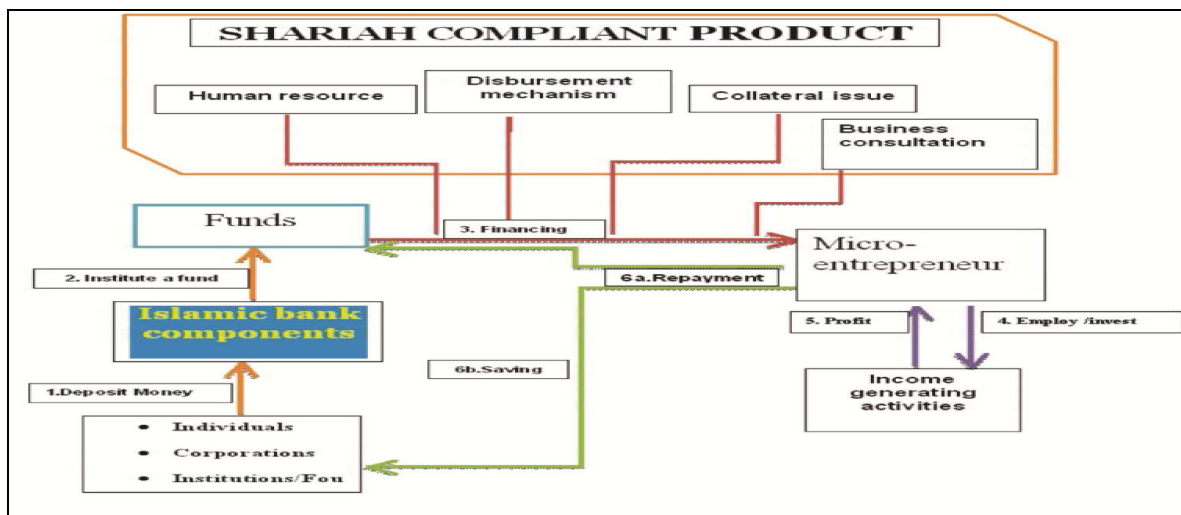 SHARIAH COMPLIANT PRODUCT
Human resource
Disbursement
mechanism
Collateral issue
Business
consultation
Funds
3. Financing
Micro-
entrepreneur
2. Institute a fund
6a.Repayment
Islamic bank
components
5. Profit
4. Employ /invest
6b.Saving
1.Deposit Money
Income
generating
activities
• Individuals
• Corporations
• Institutions/Fou